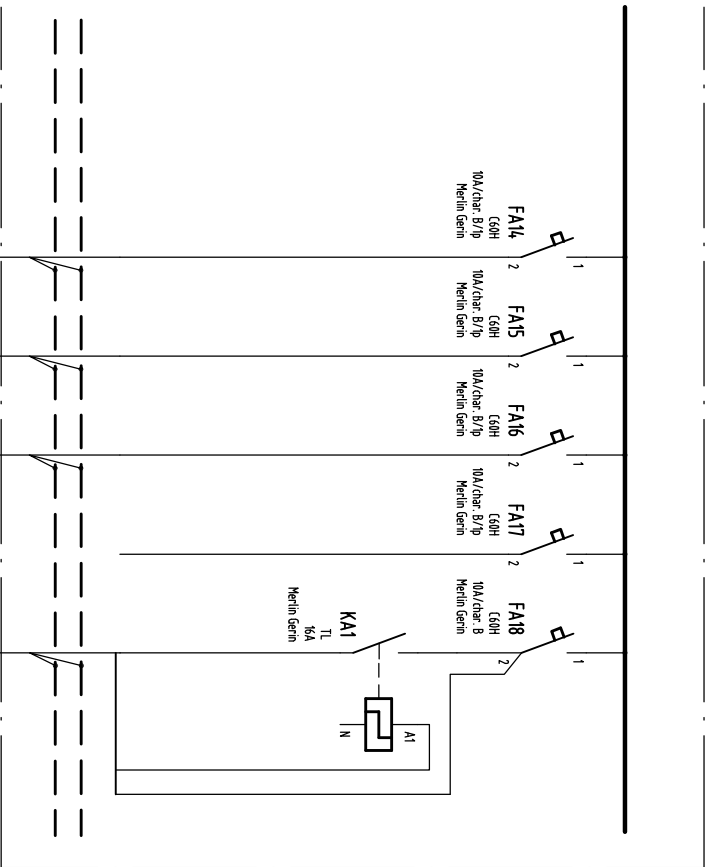 FA14
C60H
10A/char. B/1p
Merlin Gerin
1
2
FA15
C60H
10A/char. B/1p
Merlin Gerin
1
2
FA16
C60H
10A/char. B/1p
Merlin Gerin
1
2
FA17
C60H
10A/char. B/1p
Merlin Gerin
1
2
FA18
C60H
10A/char. B
Merlin Gerin
1
2
KA1
TL
16A
Merlin Gerin
A1
N